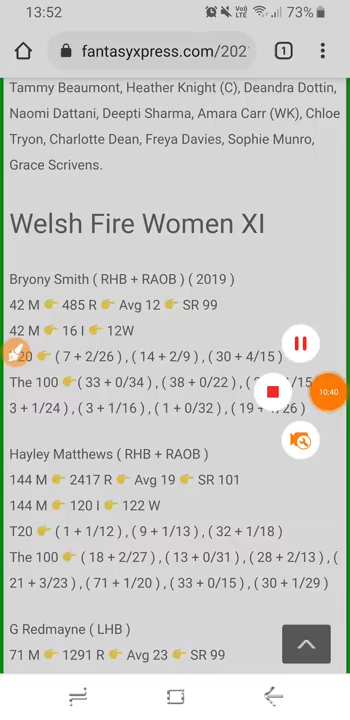 13:52
Vo)) LTE 73%
fantasyxpress.com/202
1
Tammy Beaumont, Heather Knight (C), Deandra Dottin,
Naomi Dattani, Deepti Sharma, Amara Carr (WK), Chloe
Tryon, Charlotte Dean, Freya Davies, Sophie Munro,
Grace Scrivens.
Welsh Fire Women XI
Bryony Smith ( RHB + RAOB ) ( 2019 )
42 M 👉 485 R 👉 Avg 12 👉 SR 99
42 M 👉 16 I 👉 12W
20 👉 ( 7 + 2/26 ) , ( 14 + 2/9 ) , ( 30 + 4/15 )
The 100 👉 ( 33 + 0/34 ) , ( 38 + 0/22 ) , ( /15
10:40
3 + 1/24 ) , ( 3 + 1/16 ) , ( 1 + 0/32 ) , ( 19 + /26 )
Hayley Matthews ( RHB + RAOB )
144 M 👉 2417 R 👉 Avg 19 👉 SR 101
144 M 👉 120 I 👉 122 W
T20 👉 ( 1 + 1/12 ) , ( 9 + 1/13 ) , ( 32 + 1/18 )
The 100 👉 ( 18 + 2/27 ) , ( 13 + 0/31 ) , ( 28 + 2/13 ) , (
21 + 3/23 ) , ( 71 + 1/20 ) , ( 33 + 0/15 ) , ( 30 + 1/29 )
G Redmayne ( LHB )
71 M 👉 1291 R 👉 Avg 23 👉 SR 99